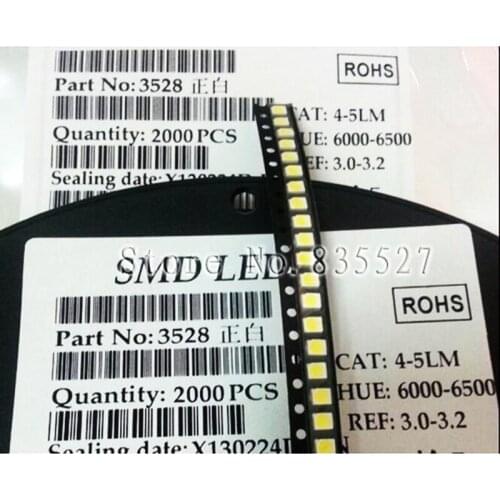 ROHS
Part No: 3528 正白
CAT: 4-5LM
Quantity: 2000 PCS
HUE: 6000-6500
REF: 3.0-3.2
Sealing date: X130224D
Store No. 835527
SMD LED
ROHS
Part No: 3528 正白
CAT: 4-5LM
Quantity: 2000 PCS
HUE: 6000-6500
REF: 3.0-3.2
Sealing date: X130224D